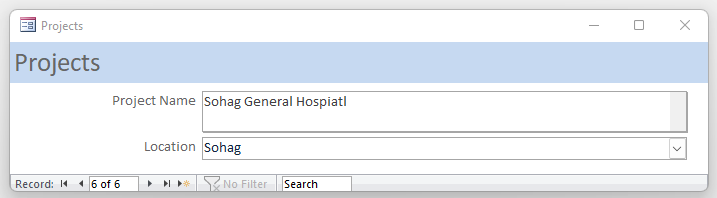 Projects
Projects
Project Name Sohag General Hospiatl
Location Sohag
Record: 6 of 6 No Filter Search